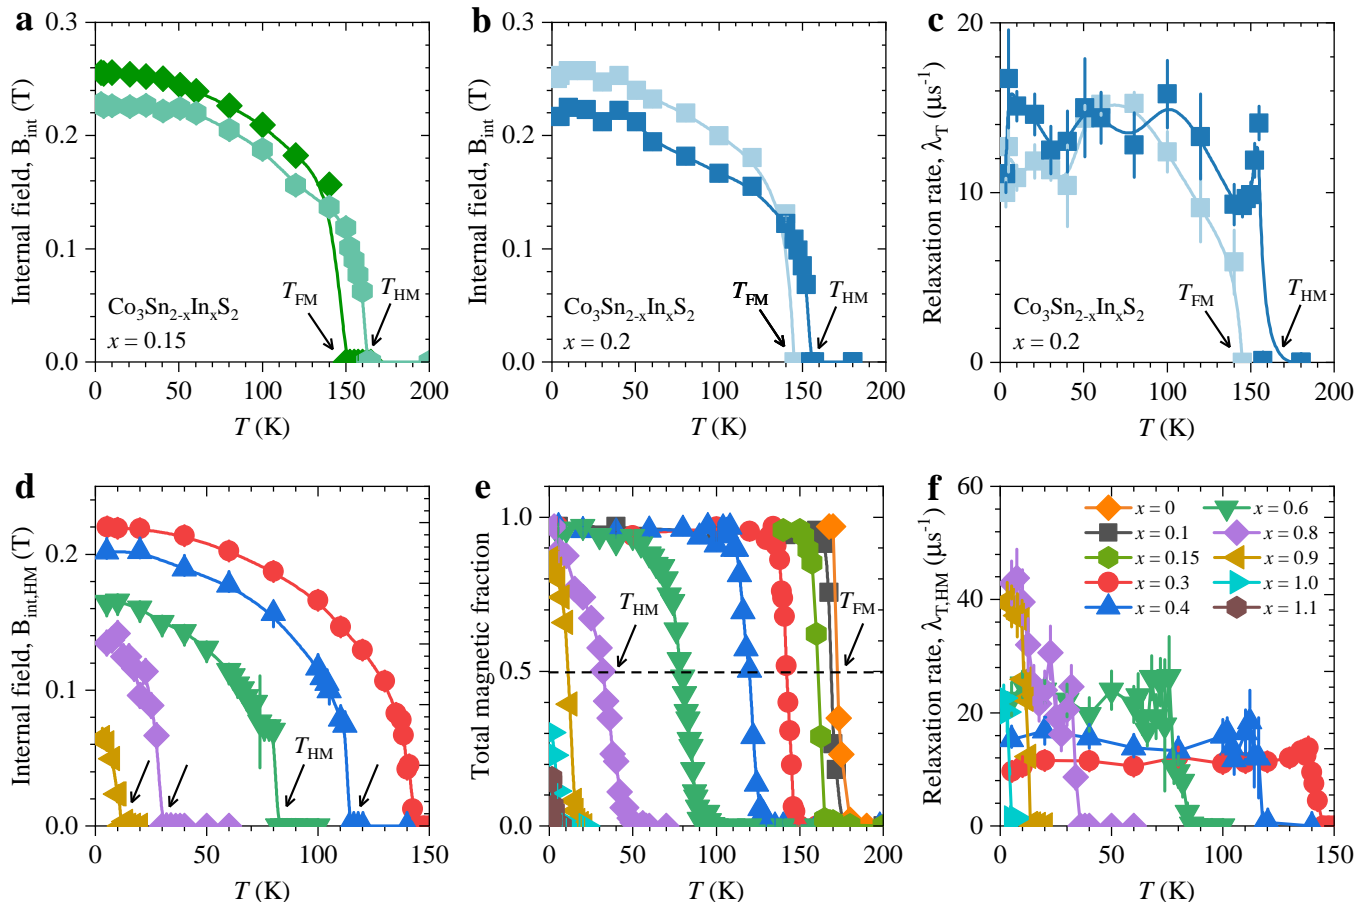 a
0.3
0.2
0.1
0.0
Internal field, B_int (T)
T_FM
T_HM
Co3Sn2-xInxS2
x = 0.15
0 50 100 150 200
T (K)
b
0.3
0.2
0.1
0.0
Internal field, B_int (T)
T_FM
T_HM
Co3Sn2-xInxS2
x = 0.2
0 50 100 150 200
T (K)
c
20
10
0
Relaxation rate, λ_T (μs⁻¹)
T_FM
T_HM
Co3Sn2-xInxS2
x = 0.2
0 50 100 150 200
T (K)
d
0.2
0.1
0.0
Internal field, B_int,HM (T)
T_HM
0 50 100 150
T (K)
e
1.0
0.5
0.0
Total magnetic fraction
T_HM
T_FM
0 50 100 150 200
T (K)
f
60
40
20
0
Relaxation rate, λ_T,HM (μs⁻¹)
x = 0
x = 0.1
x = 0.15
x = 0.3
x = 0.4
x = 0.6
x = 0.8
x = 0.9
x = 1.0
x = 1.1
0 50 100 150
T (K)